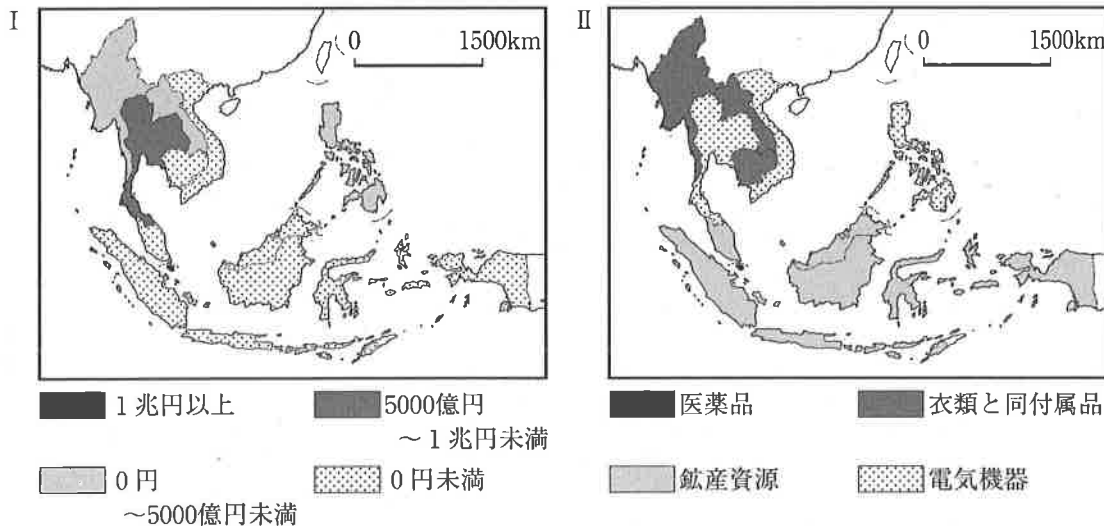 I
0 1500km
1兆円以上
5000億円
～1兆円未満
0円
～5000億円未満
0円未満
II
0 1500km
医薬品
衣類と同付属品
鉱産資源
電気機器